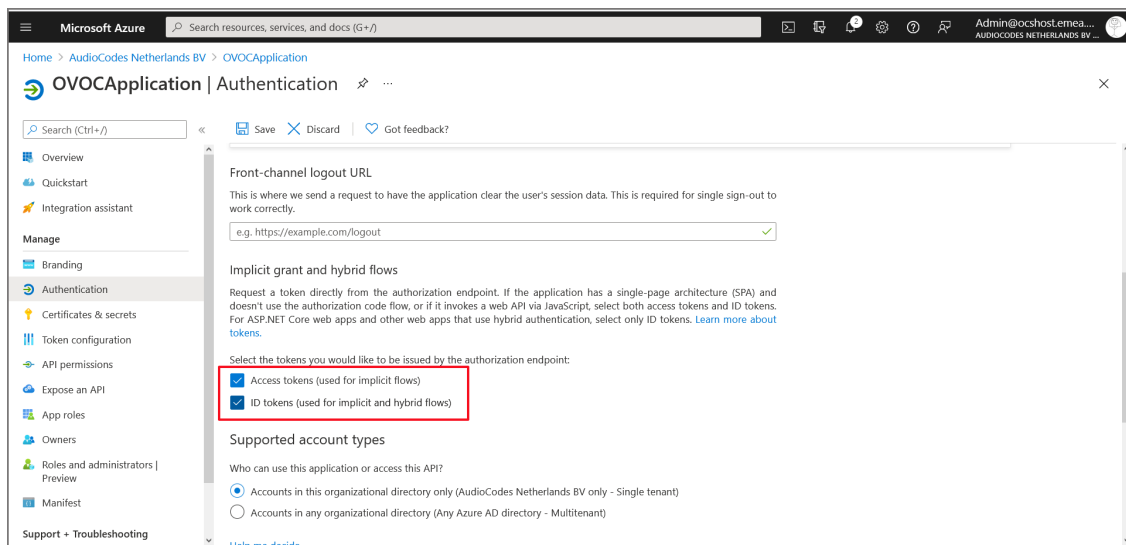 Microsoft Azure
Search resources, services, and docs (G+/)
2
Admin@ocshost.emea....
AUDIOCODES NETHERLANDS BV ...
Home > AudioCodes Netherlands BV > OVOCApplication
OVOCApplication | Authentication
Search (Ctrl+/)
Save
Discard
Got feedback?
Overview
Quickstart
Integration assistant
Manage
Branding
Authentication
Certificates & secrets
Token configuration
API permissions
Expose an API
App roles
Owners
Roles and administrators |
Preview
Manifest
Support + Troubleshooting
Front-channel logout URL
This is where we send a request to have the application clear the user's session data. This is required for single sign-out to
work correctly.
e.g. https://example.com/logout
Implicit grant and hybrid flows
Request a token directly from the authorization endpoint. If the application has a single-page architecture (SPA) and
doesn't use the authorization code flow, or if it invokes a web API via JavaScript, select both access tokens and ID tokens.
For ASP.NET Core web apps and other web apps that use hybrid authentication, select only ID tokens. Learn more about
tokens.
Select the tokens you would like to be issued by the authorization endpoint:
Access tokens (used for implicit flows)
ID tokens (used for implicit and hybrid flows)
Supported account types
Who can use this application or access this API?
Accounts in this organizational directory only (AudioCodes Netherlands BV only - Single tenant)
Accounts in any organizational directory (Any Azure AD directory - Multitenant)
Help me decide